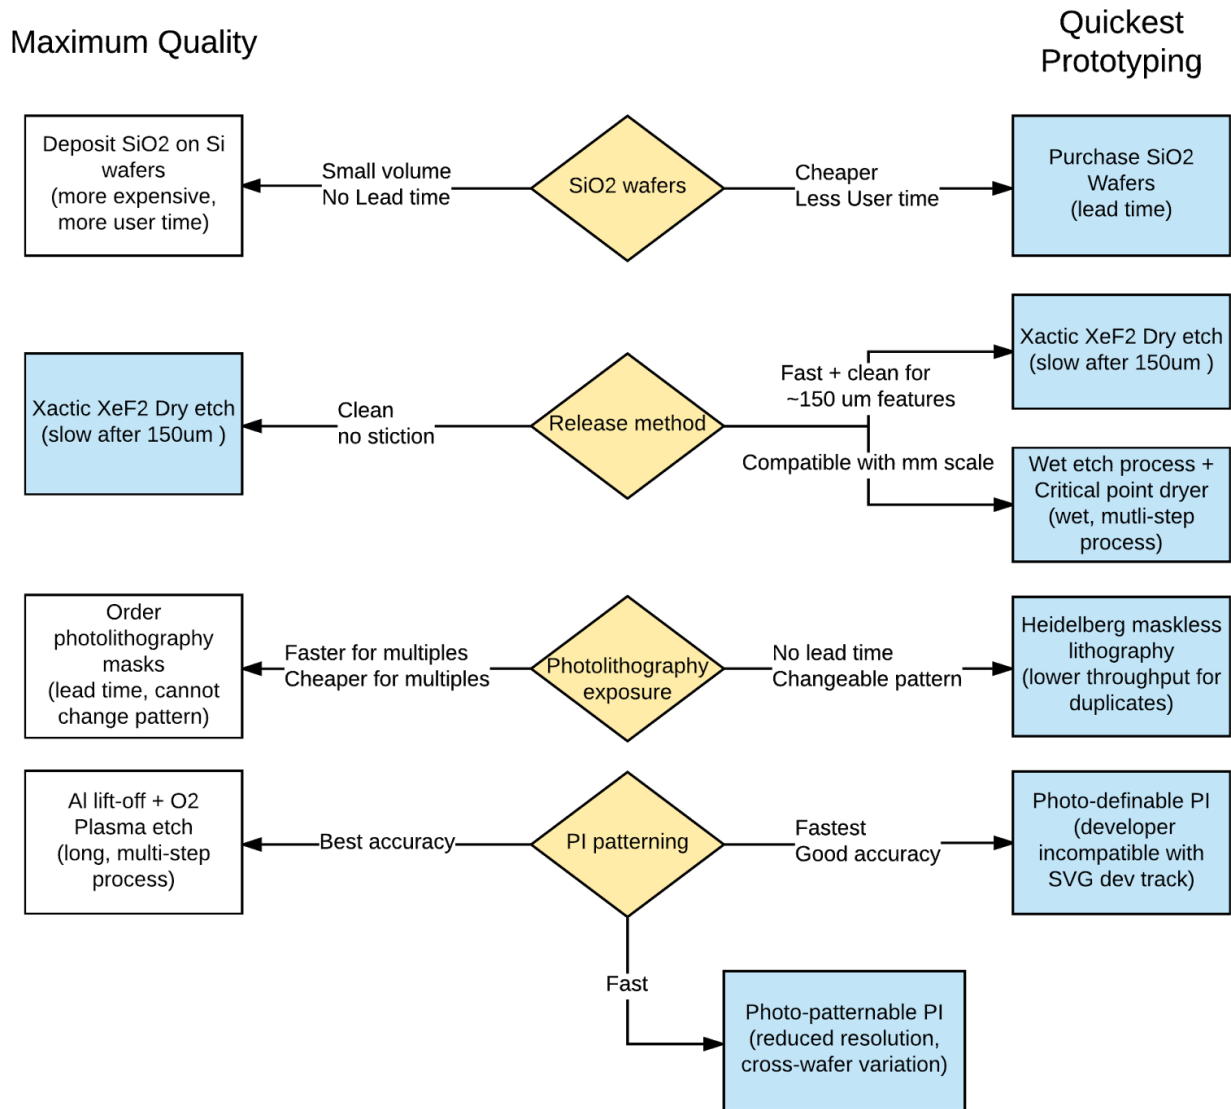 Maximum Quality
Quickest
Prototyping
Deposit SiO2 on Si
wafers
(more expensive,
more user time)
Small volume
No Lead time
SiO2 wafers
Cheaper
Less User time
Purchase SiO2
Wafers
(lead time)
Xactic XeF2 Dry etch
(slow after 150um )
Clean
no stiction
Release method
Fast + clean for
~150 um features
Xactic XeF2 Dry etch
(slow after 150um )
Compatible with mm scale
Wet etch process +
Critical point dryer
(wet, mutli-step
process)
Order
photolithography
masks
(lead time, cannot
change pattern)
Faster for multiples
Cheaper for multiples
Photolithography
exposure
No lead time
Changeable pattern
Heidelberg maskless
lithography
(lower throughput for
duplicates)
Al lift-off + O2
Plasma etch
(long, multi-step
process)
Best accuracy
PI patterning
Fastest
Good accuracy
Photo-definable PI
(developer
incompatible with
SVG dev track)
Fast
Photo-patternable PI
(reduced resolution,
cross-wafer variation)